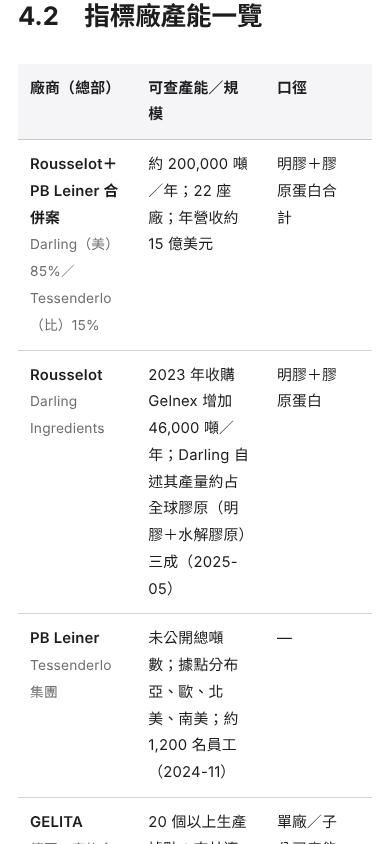 4.2 指標廠產能一覽
廠商（總部）
可查產能／規
模
口徑
Rousselot＋
PB Leiner 合
併案
Darling（美）
85%／
Tessenderlo
（比）15%
約 200,000 噸
／年；22 座
廠；年營收約
15 億美元
明膠＋膠
原蛋白合
計
Rousselot
Darling
Ingredients
2023 年收購
Gelnex 增加
46,000 噸／
年；Darling 自
述其產量約占
全球膠原（明
膠＋水解膠原）
三成（2025-
05）
明膠＋膠
原蛋白
PB Leiner
Tessenderlo
集團
未公開總噸
數；據點分布
亞、歐、北
美、南美；約
1,200 名員工
（2024-11）
—
GELITA
20 個以上生產
單廠／子